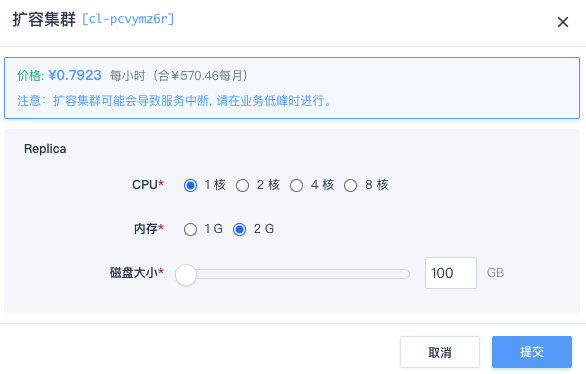 扩容集群 [cl-pcvymz6r]
价格: ¥0.7923 每小时（合¥570.46每月）
注意：扩容集群可能会导致服务中断, 请在业务低峰时进行。
Replica
CPU* 1 核 2 核 4 核 8 核
内存* 1 G 2 G
磁盘大小* 100 GB
取消 提交